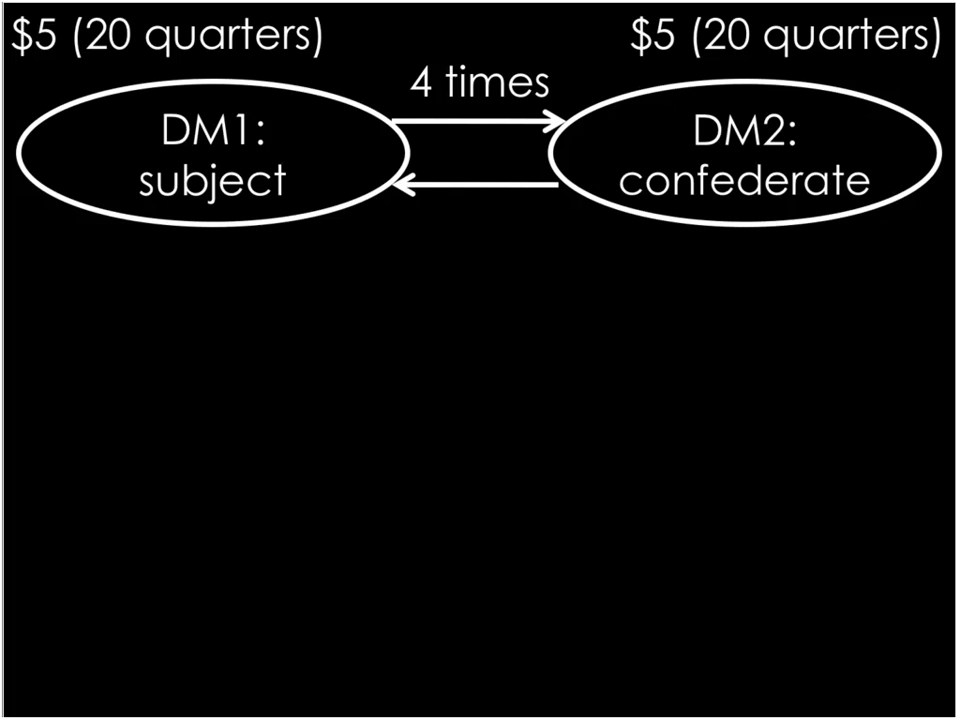 $5 (20 quarters)
$5 (20 quarters)
4 times
DM1:
subject
DM2:
confederate